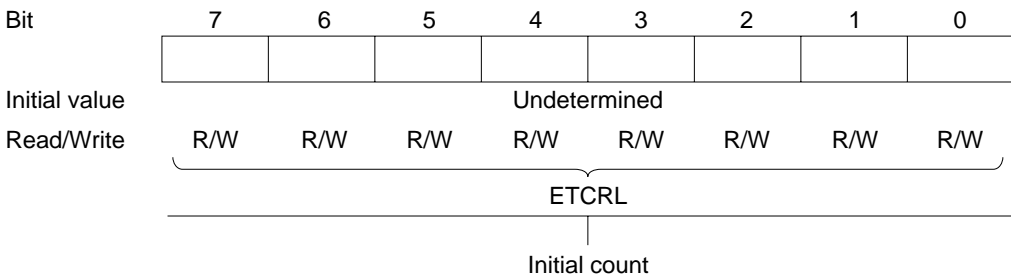 Bit 7 6 5 4 3 2 1 0
Initial value Undetermined
Read/Write R/W R/W R/W R/W R/W R/W R/W R/W
ETCRL
Initial count